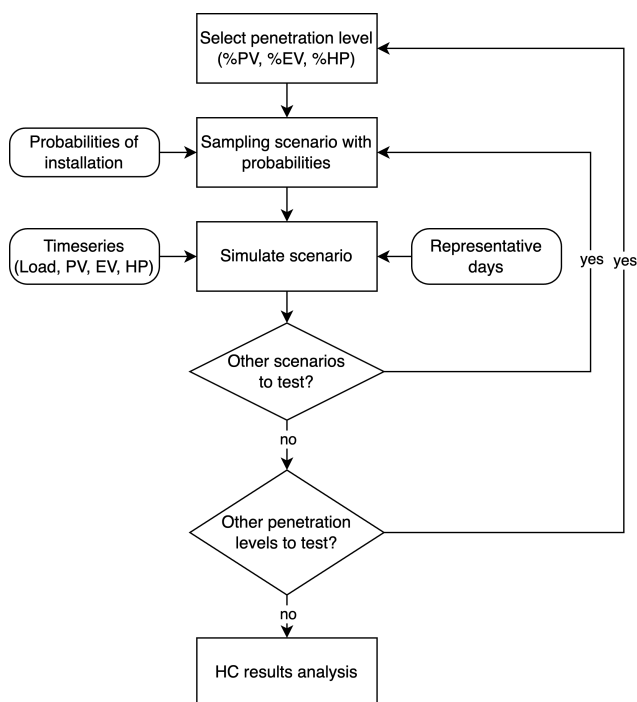 Select penetration level
(%PV, %EV, %HP)
Probabilities of
installation
Sampling scenario with
probabilities
Timeseries
(Load, PV, EV, HP)
Simulate scenario
Representative
days
yes
yes
Other scenarios
to test?
no
Other penetration
levels to test?
no
HC results analysis